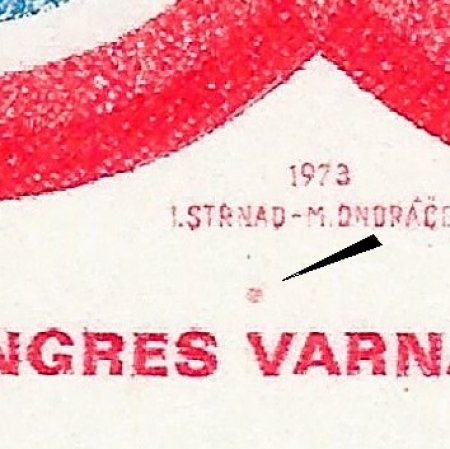 1973
I.STRNAD-M.ONDRÁČ
NGRES VARNA